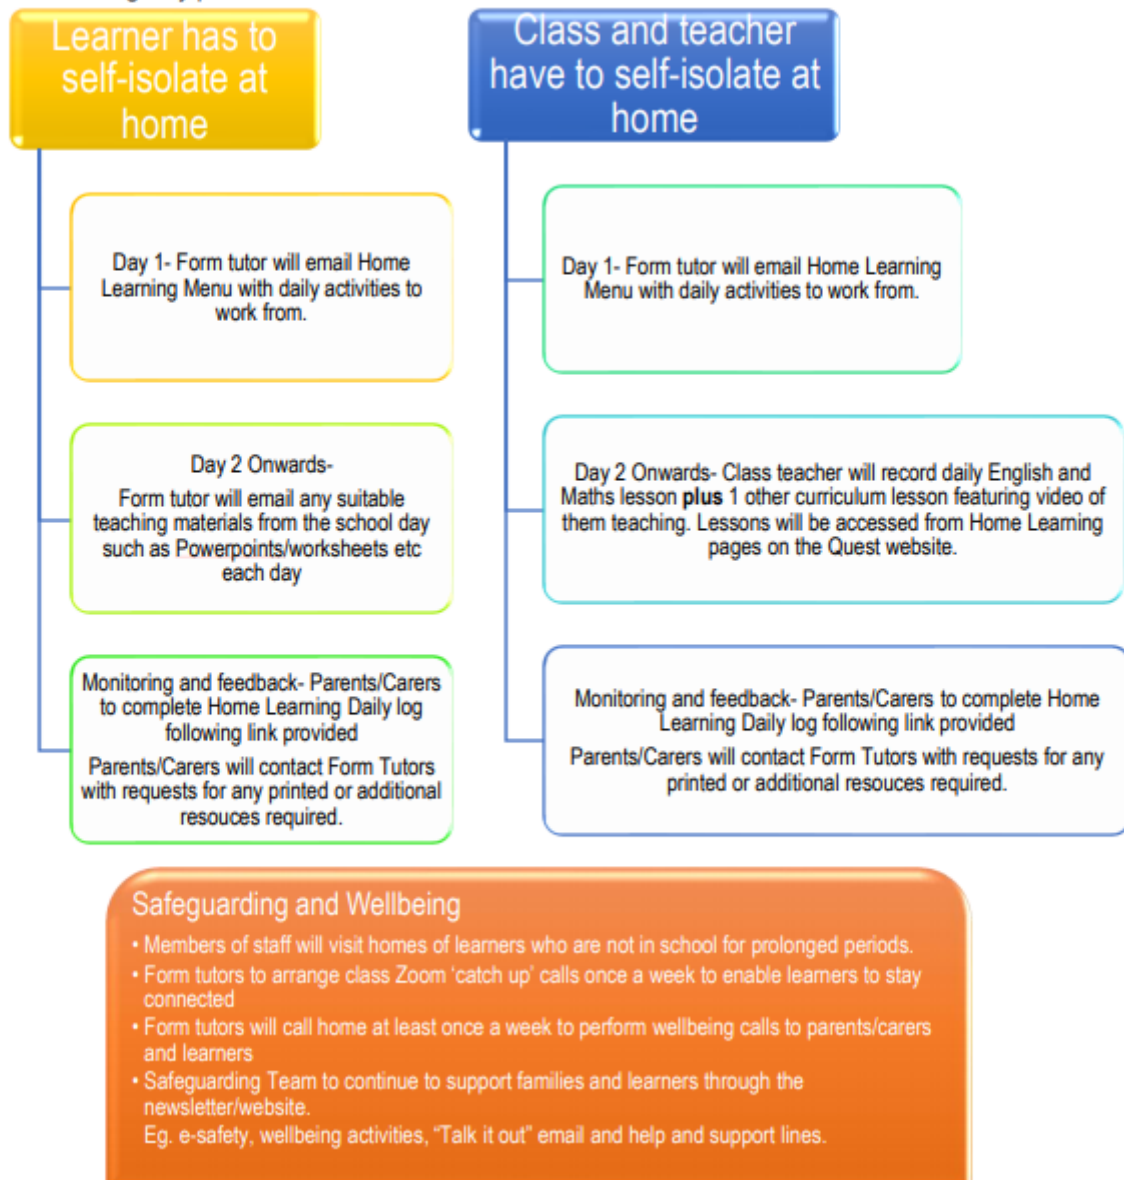 Learner has to
self-isolate at
home
Day 1- Form tutor will email Home
Learning Menu with daily activities to
work from.
Day 2 Onwards-
Form tutor will email any suitable
teaching materials from the school day
such as Powerpoints/worksheets etc
each day
Monitoring and feedback- Parents/Carers
to complete Home Learning Daily log
following link provided
Parents/Carers will contact Form Tutors
with requests for any printed or additional
resouces required.
Class and teacher
have to self-isolate at
home
Day 1- Form tutor will email Home Learning
Menu with daily activities to work from.
Day 2 Onwards- Class teacher will record daily English and
Maths lesson plus 1 other curriculum lesson featuring video of
them teaching. Lessons will be accessed from Home Learning
pages on the Quest website.
Monitoring and feedback- Parents/Carers to complete Home
Learning Daily log following link provided
Parents/Carers will contact Form Tutors with requests for any
printed or additional resouces required.
Safeguarding and Wellbeing
• Members of staff will visit homes of learners who are not in school for prolonged periods.
• Form tutors to arrange class Zoom ‘catch up’ calls once a week to enable learners to stay
connected
• Form tutors will call home at least once a week to perform wellbeing calls to parents/carers
and learners
• Safeguarding Team to continue to support families and learners through the
newsletter/website.
Eg. e-safety, wellbeing activities, “Talk it out” email and help and support lines.